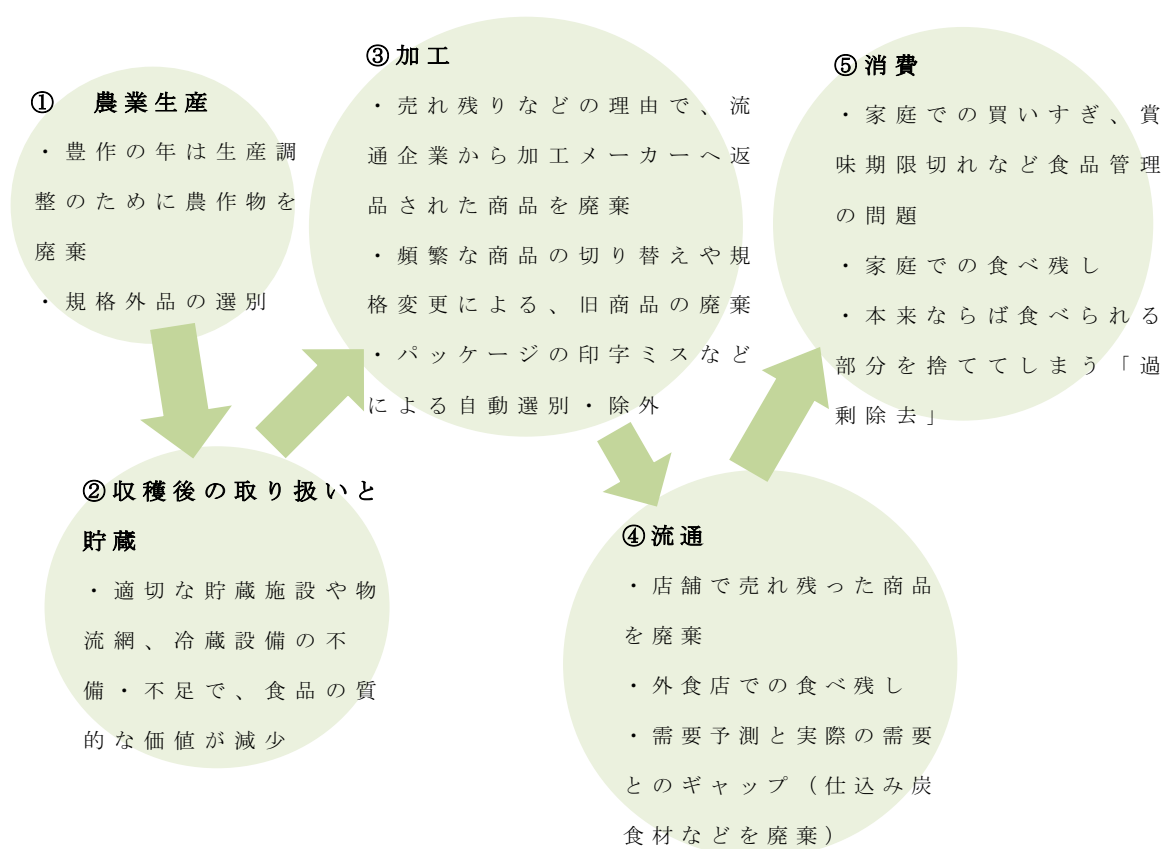 ① 農業生産
・豊作の年は生産調
整のために農作物を
廃棄
・規格外品の選別
②収穫後の取り扱いと
貯蔵
・適切な貯蔵施設や物
流網、冷蔵設備の不
備・不足で、食品の質
的な価値が減少
③加工
・売れ残りなどの理由で、流
通企業から加工メーカーへ返
品された商品を廃棄
・頻繁な商品の切り替えや規
格変更による、旧商品の廃棄
・パッケージの印字ミスなど
による自動選別・除外
④流通
・店舗で売れ残った商品
を廃棄
・外食店での食べ残し
・需要予測と実際の需要
とのギャップ（仕込み炭
食材などを廃棄）
⑤消費
・家庭での買いすぎ、賞
味期限切れなど食品管理
の問題
・家庭での食べ残し
・本来ならば食べられる
部分を捨ててしまう「過
剰除去」